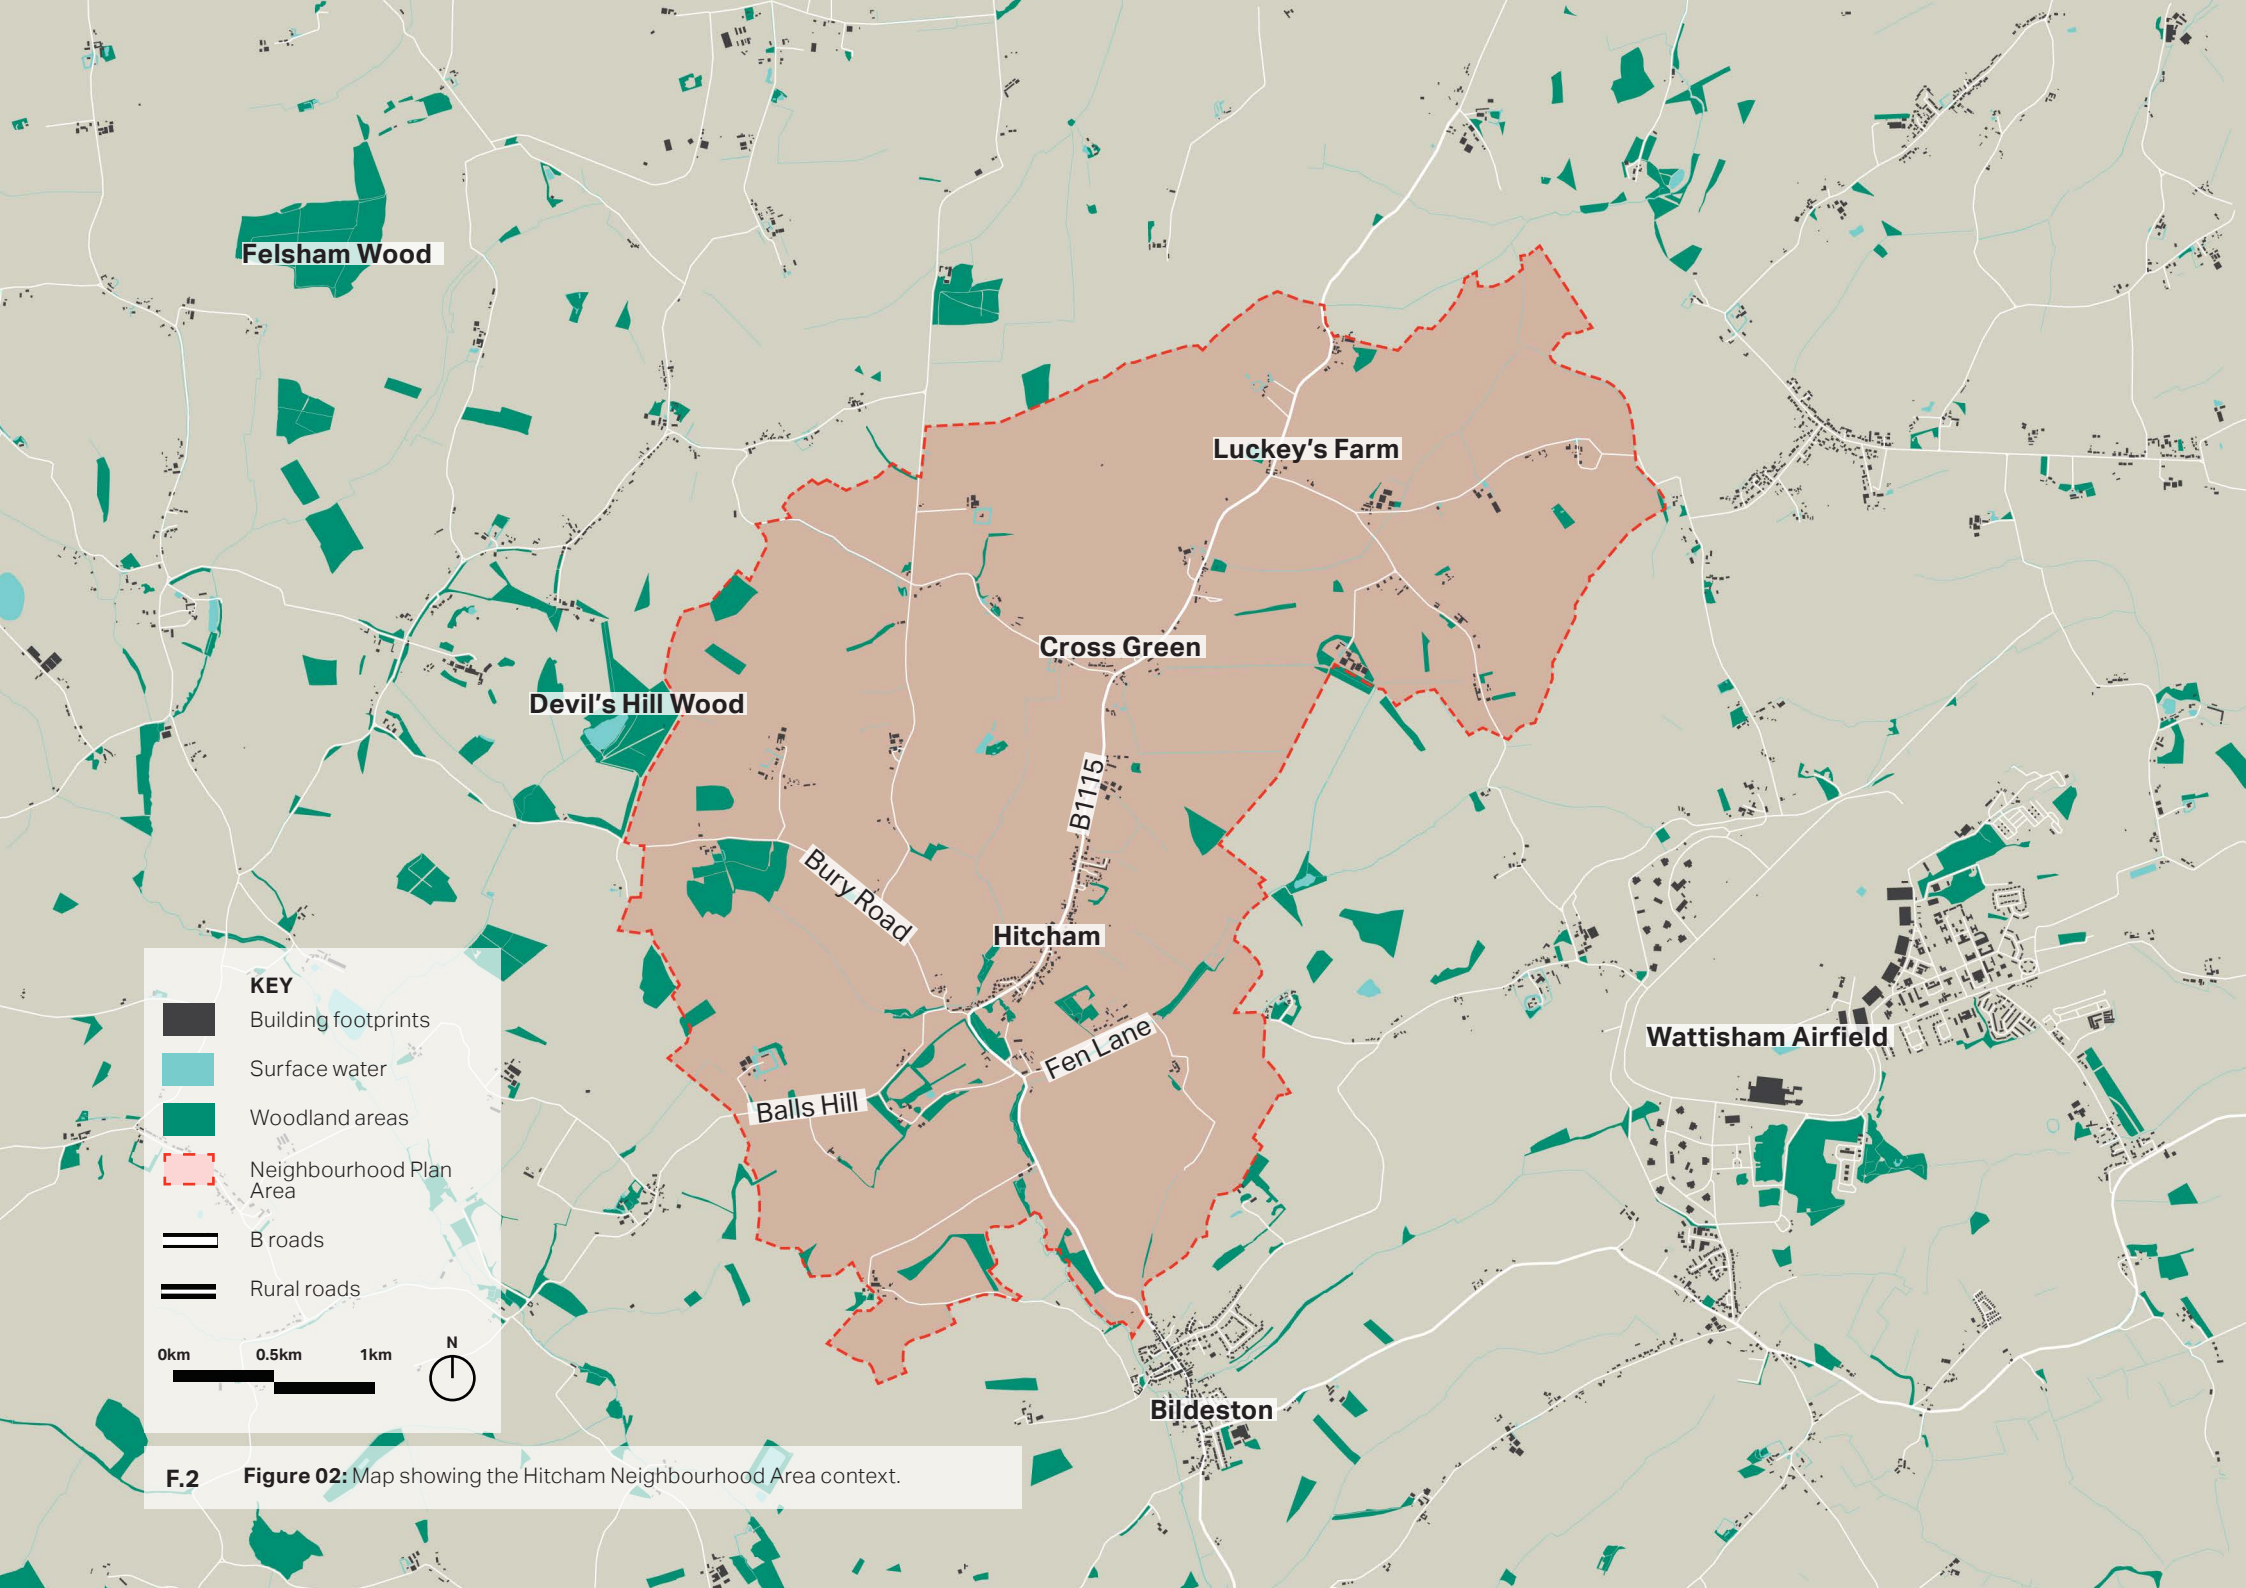 Felsham Wood
Luckey's Farm
Cross Green
Devil's Hill Wood
B1115
Bury Road
Hitcham
Fen Lane
Wattisham Airfield
Balls Hill
Bildeston
KEY
Building footprints
Surface water
Woodland areas
Neighbourhood Plan
Area
B roads
Rural roads
0km 0.5km 1km
N
F.2 Figure 02: Map showing the Hitcham Neighbourhood Area context.